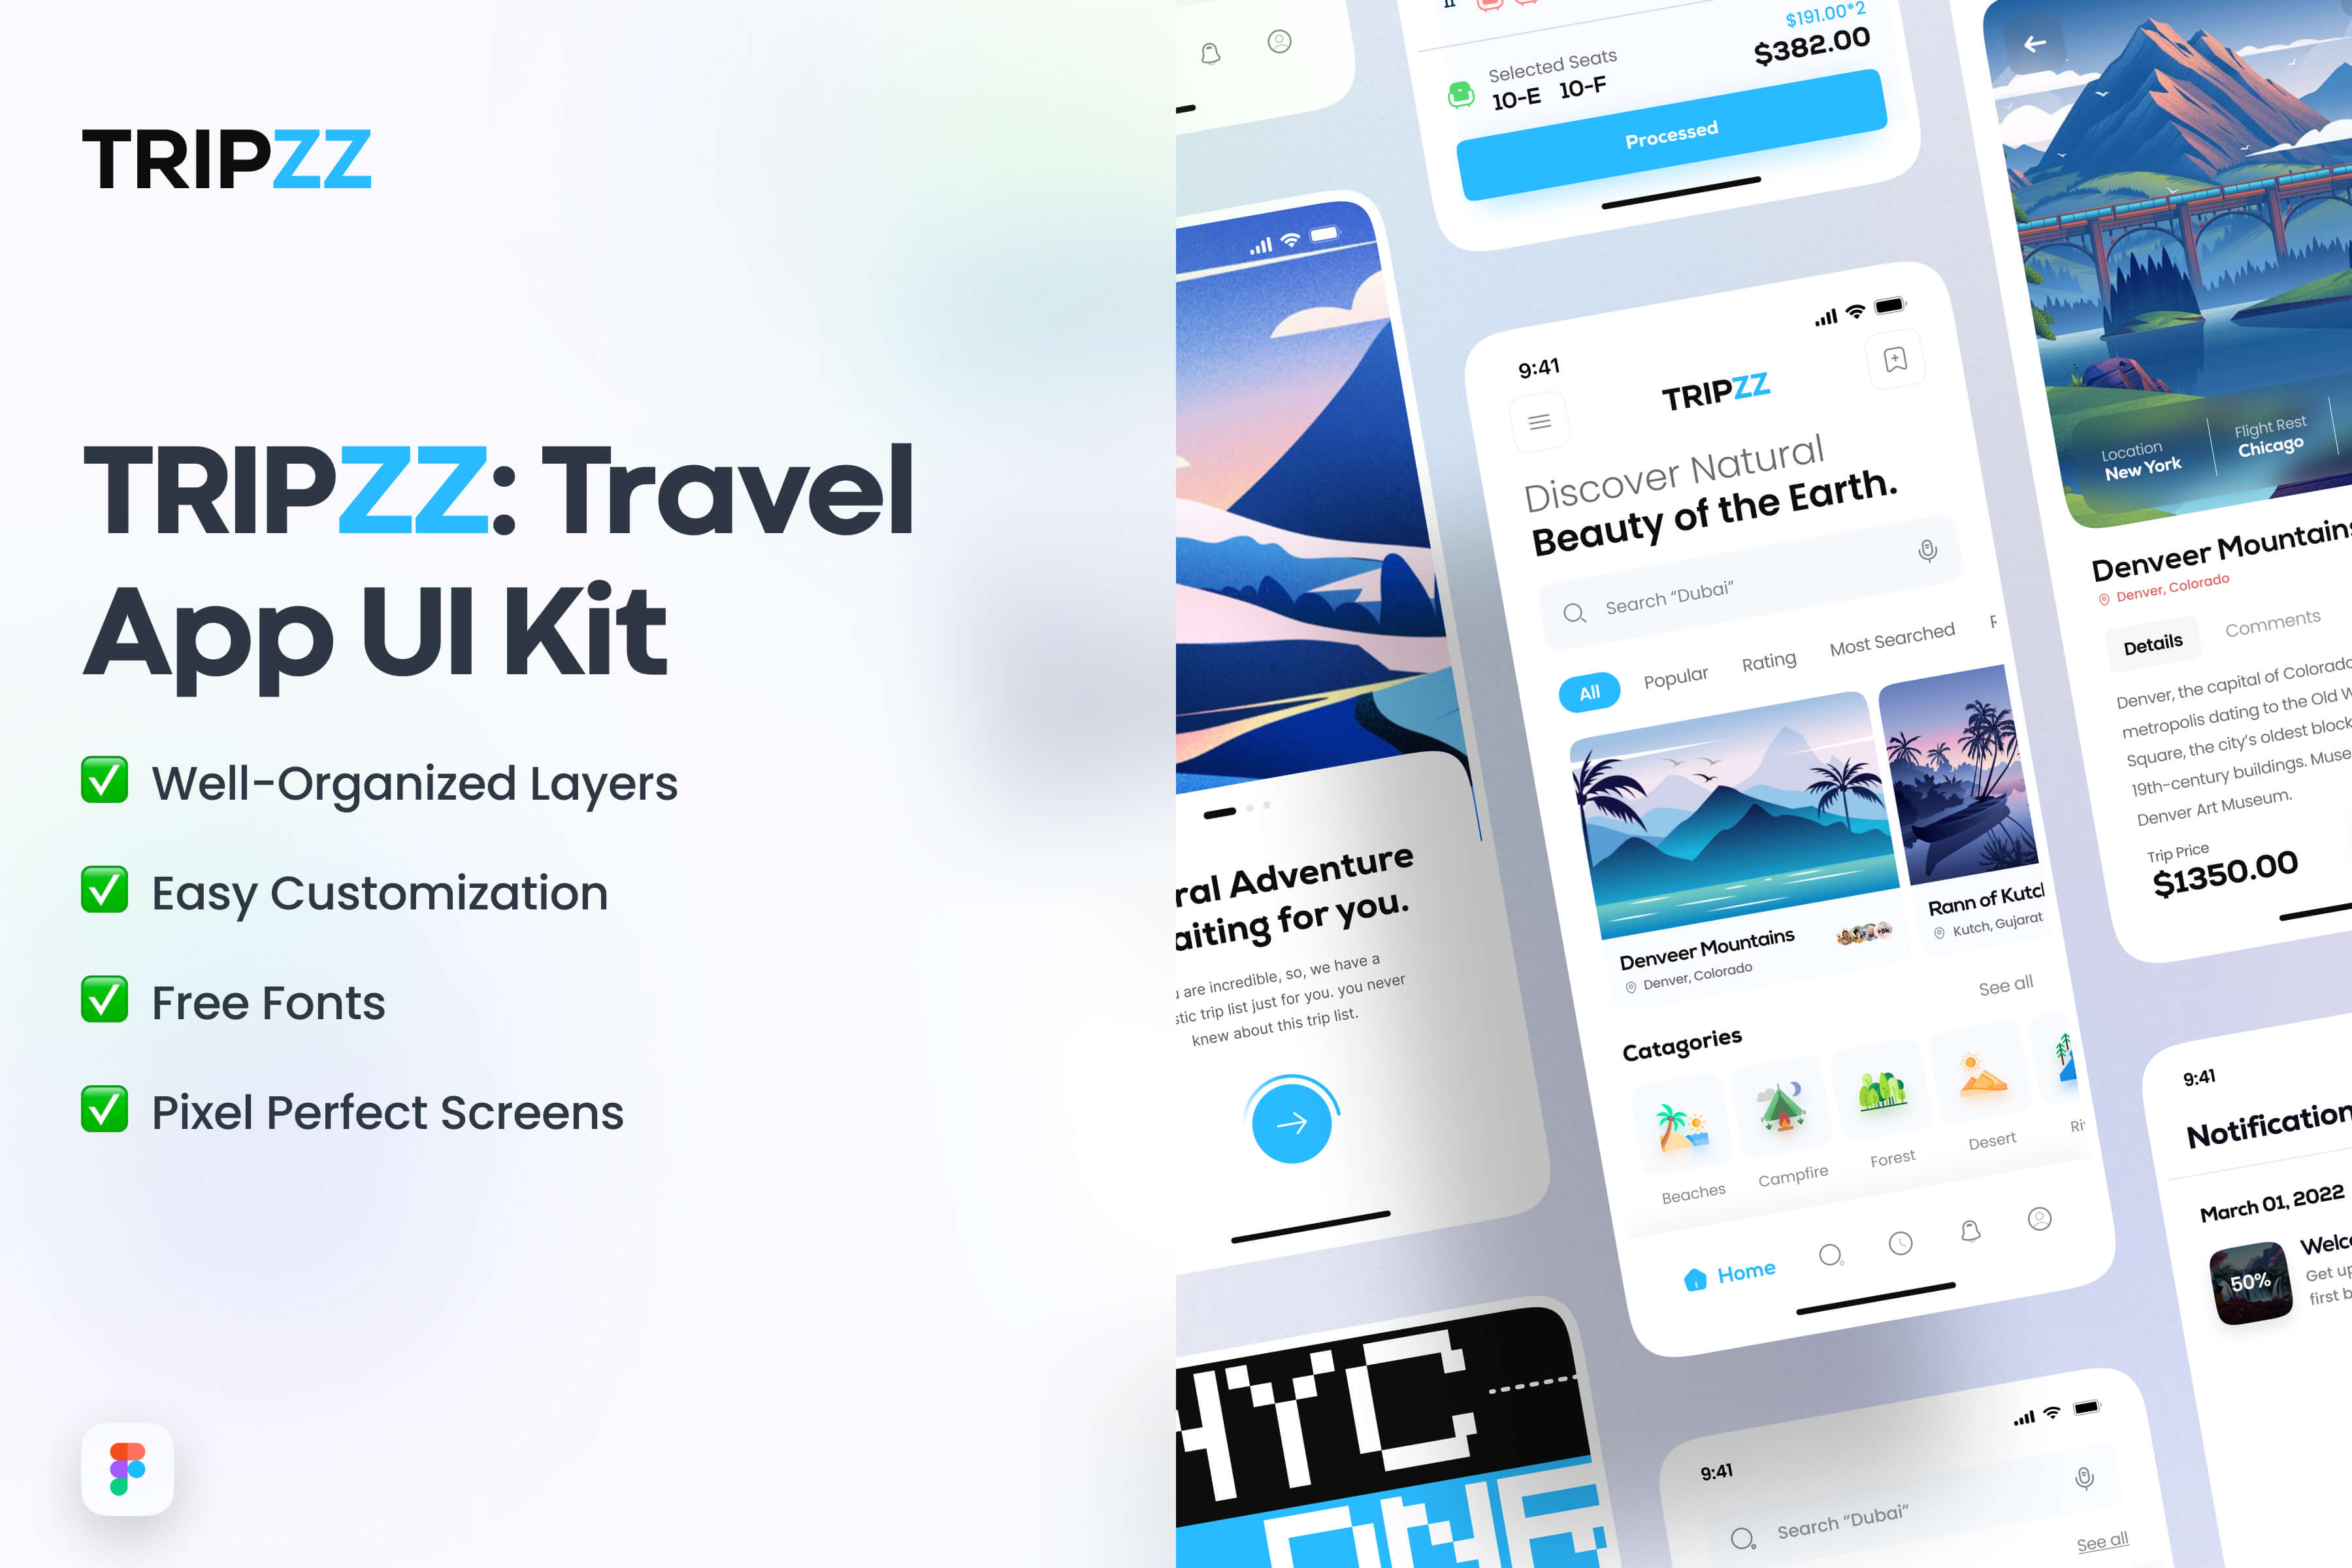 TRIPZZ
TRIPZZ: Travel
App UI Kit
✅ Well-Organized Layers
✅ Easy Customization
✅ Free Fonts
✅ Pixel Perfect Screens
$191.00*2
Selected Seats
$382.00
10-E 10-F
Processed
ral Adventure
aiting for you.
are incredible, so, we have a
stic trip list just for you. you never
knew about this trip list.
9:41
TRIPZZ
Discover Natural
Beauty of the Earth.
Search “Dubai”
All
Popular
Rating
Most Searched
Denveer Mountains
Denver, Colorado
+9k
Rann of Kutch
Kutch, Gujarat
See all
Catagories
Beaches
Campfire
Forest
Desert
Ri
Home
Location
New York
Flight Rest
Chicago
Denveer Mountains
Denver, Colorado
Details
Comments
Denver, the capital of Colorado
metropolis dating to the Old W
Square, the city’s oldest block
19th-century buildings. Muse
Denver Art Museum.
Trip Price
$1350.00
9:41
Notification
March 01, 2022
50%
Welco
Get up
first b
NYC
ONE
9:41
Search “Dubai”
See all